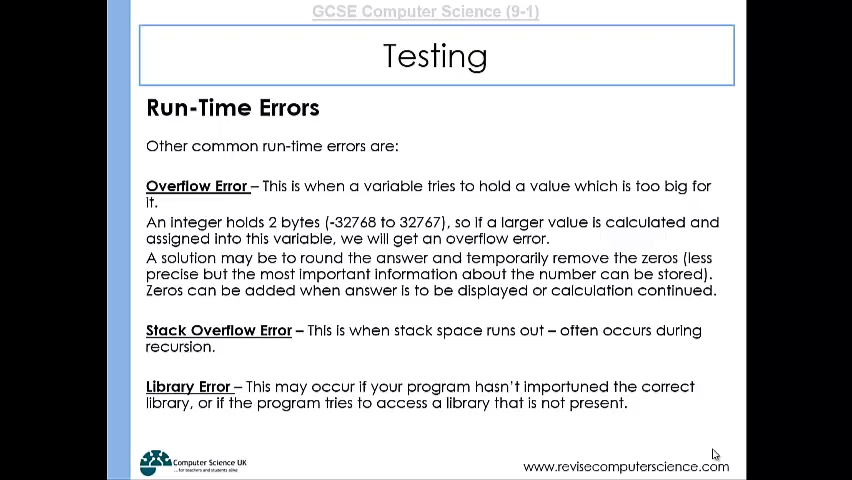 GCSE Computer Science (9-1)
Testing
Run-Time Errors
Other common run-time errors are:
Overflow Error – This is when a variable tries to hold a value which is too big for
it.
An integer holds 2 bytes (-32768 to 32767), so if a larger value is calculated and
assigned into this variable, we will get an overflow error.
A solution may be to round the answer and temporarily remove the zeros (less
precise but the most important information about the number can be stored).
Zeros can be added when answer is to be displayed or calculation continued.
Stack Overflow Error – This is when stack space runs out – often occurs during
recursion.
Library Error – This may occur if your program hasn't importuned the correct
library, or if the program tries to access a library that is not present.
Computer Science UK
...for teachers and students alike
www.revisecomputerscience.com